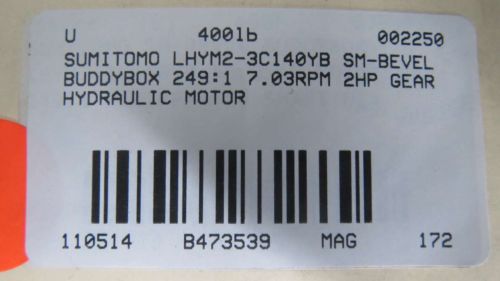 U 400lb 002250
SUMITOMO LHYM2-3C140YB SM-BEVEL
BUDDYBOX 249:1 7.03RPM 2HP GEAR
HYDRAULIC MOTOR
110514 B473539 MAG 172